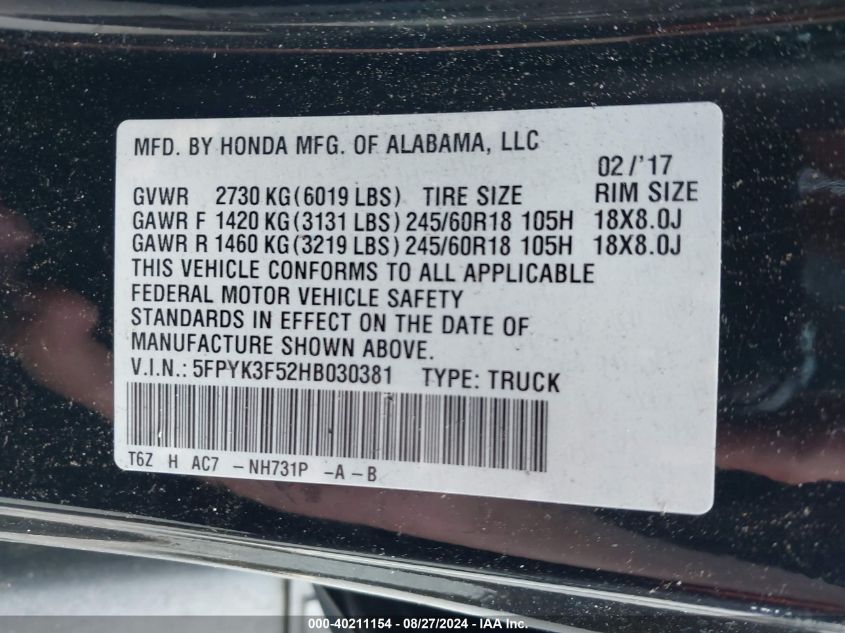 MFD. BY HONDA MFG. OF ALABAMA, LLC
02/'17
GVWR 2730 KG(6019 LBS) TIRE SIZE RIM SIZE
GAWR F 1420 KG(3131 LBS) 245/60R18 105H 18X8.0J
GAWR R 1460 KG(3219 LBS) 245/60R18 105H 18X8.0J
THIS VEHICLE CONFORMS TO ALL APPLICABLE
FEDERAL MOTOR VEHICLE SAFETY
STANDARDS IN EFFECT ON THE DATE OF
MANUFACTURE SHOWN ABOVE.
V.I.N.: 5FPYK3F52HB030381 TYPE: TRUCK
T6Z H AC7 - NH731P -A-B
000-40211154 - 08/27/2024 - IAAI Inc.